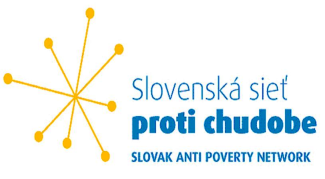 Slovenská sieť
proti chudobe
SLOVAK ANTI POVERTY NETWORK